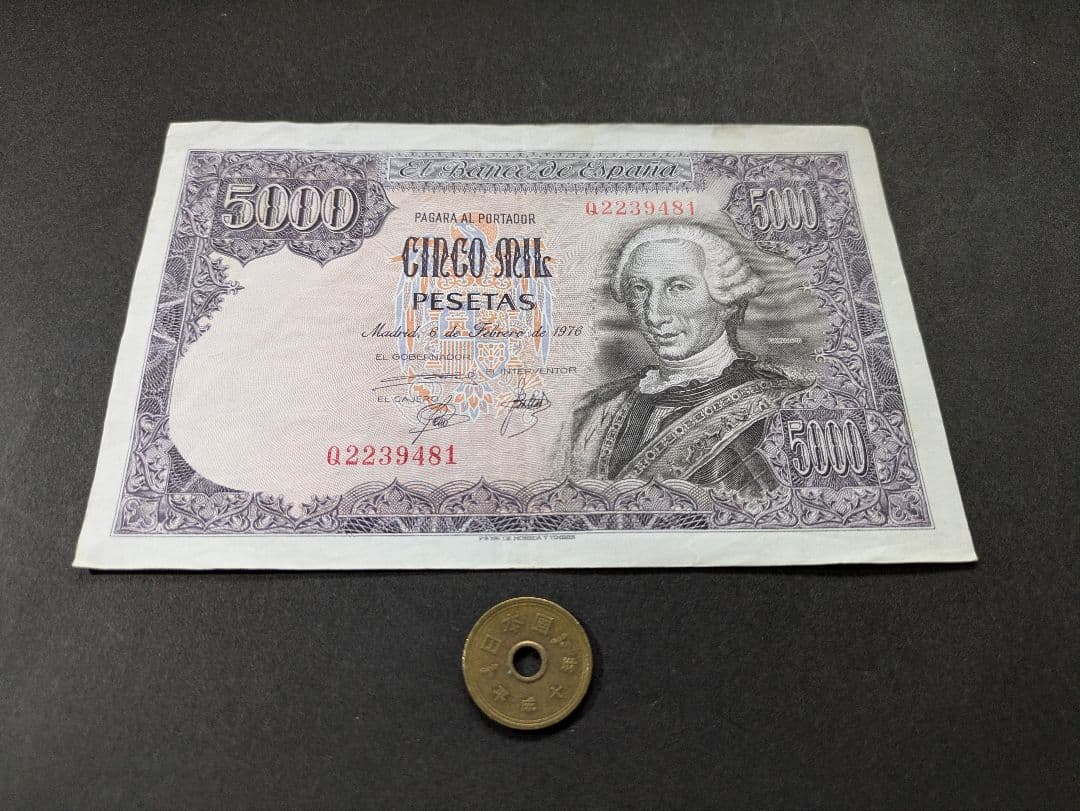 El Banco de España
5000
5000
PAGARA AL PORTADOR
Q2239481
CINCO MIL
PESETAS
Madrid, 6 de Febrero de 1976
EL GOBERNADOR
EL INTERVENTOR
EL CAJERO
Q2239481
5000
日本国